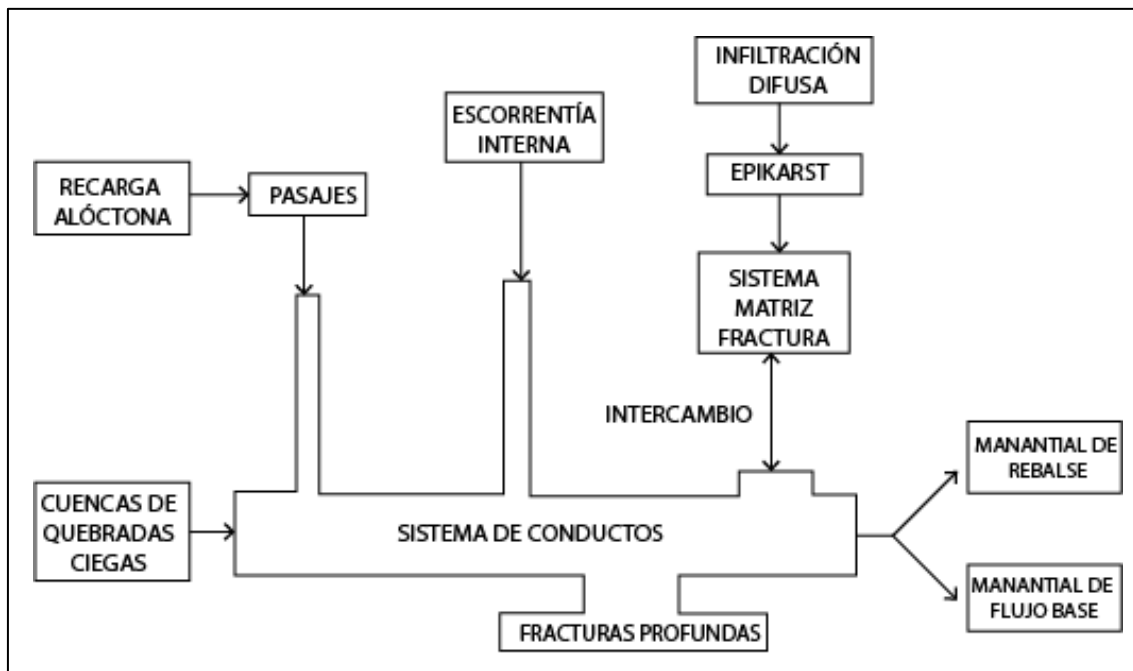 INFILTRACIÓN
DIFUSA
ESCORRENTÍA
INTERNA
RECARGA
ALÓCTONA
PASAJES
EPIKARST
SISTEMA
MATRIZ
FRACTURA
INTERCAMBIO
CUENCAS DE
QUEBRADAS
CIEGAS
SISTEMA DE CONDUCTOS
MANANTIAL DE
REBALSE
MANANTIAL DE
FLUJO BASE
FRACTURAS PROFUNDAS